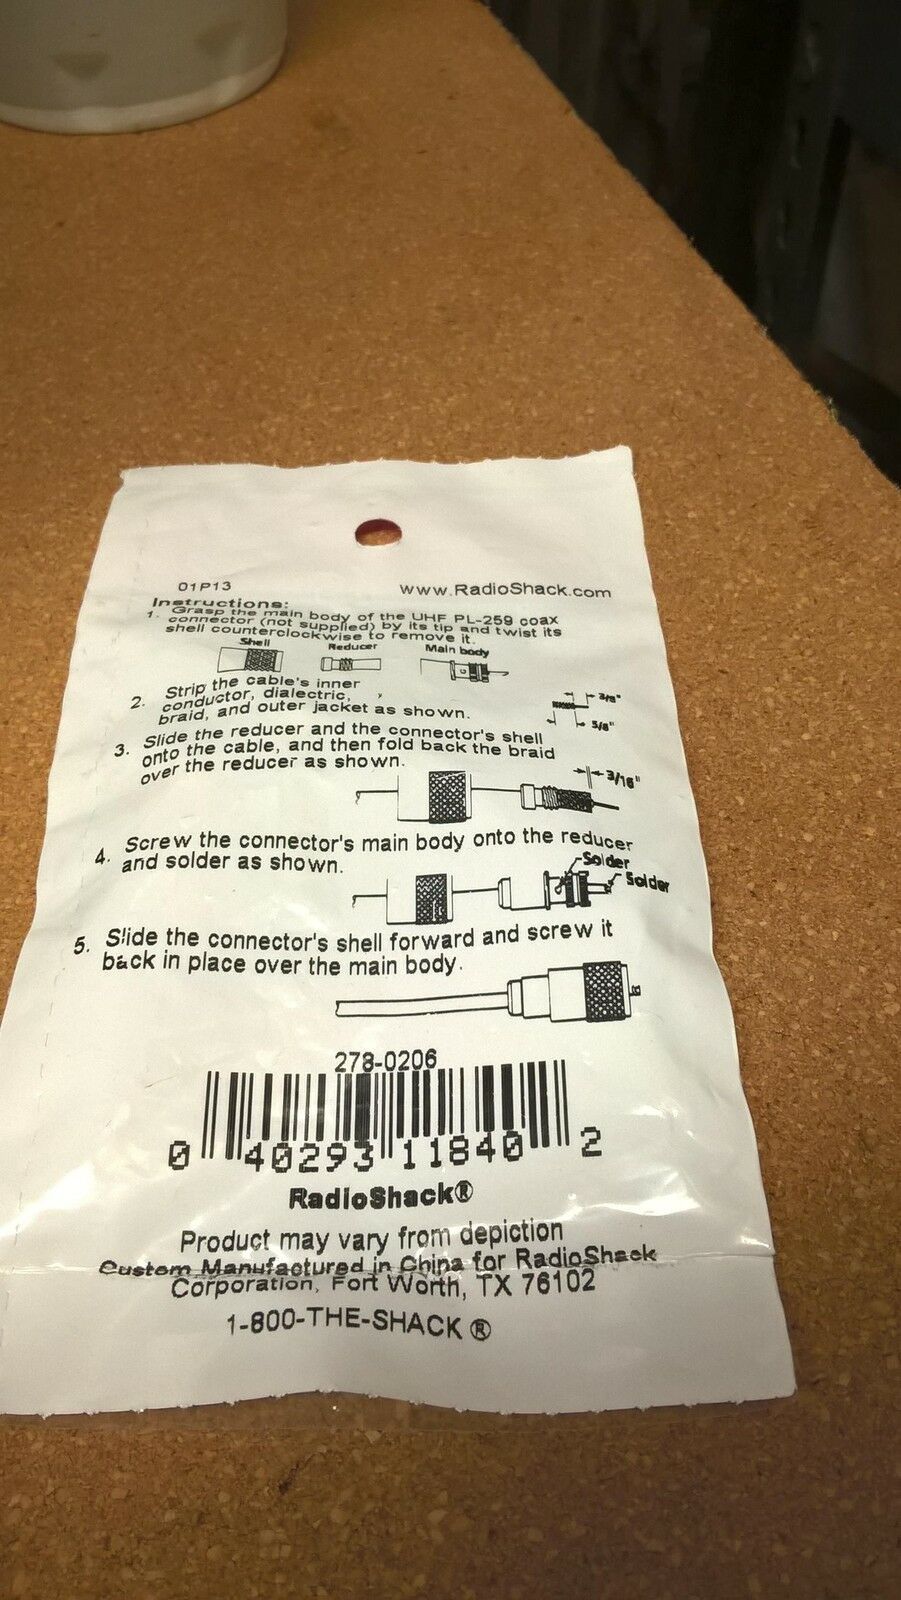 01P13 www.RadioShack.com
Instructions:
1. Grasp the main body of the UHF PL-259 coax
connector (not supplied) by its tip and twist its
shell counterclockwise to remove it.
Shell Reducer Main body
2. Strip the cable's inner
conductor, dialectric,
braid, and outer jacket as shown.
3/8"
5/8"
3. Slide the reducer and the connector's shell
onto the cable, and then fold back the braid
over the reducer as shown.
3/16"
4. Screw the connector's main body onto the reducer
and solder as shown.
Solder
Solder
5. Slide the connector's shell forward and screw it
back in place over the main body.
278-0206
0 40293 11840 2
RadioShack®
Product may vary from depiction
Custom Manufactured in China for RadioShack
Corporation, Fort Worth, TX 76102
1-800-THE-SHACK ®